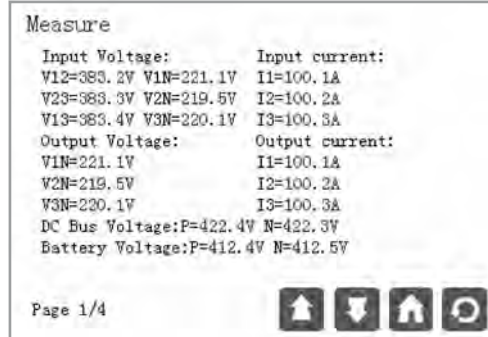 Measure
Input Voltage: Input current:
V12=383.2V V1N=221.1V I1=100.1A
V23=383.3V V2N=219.5V I2=100.2A
V13=383.4V V3N=220.1V I3=100.3A
Output Voltage: Output current:
V1N=221.1V I1=100.1A
V2N=219.5V I2=100.2A
V3N=220.1V I3=100.3A
DC Bus Voltage:P=422.4V N=422.3V
Battery Voltage:P=412.4V N=412.5V
Page 1/4